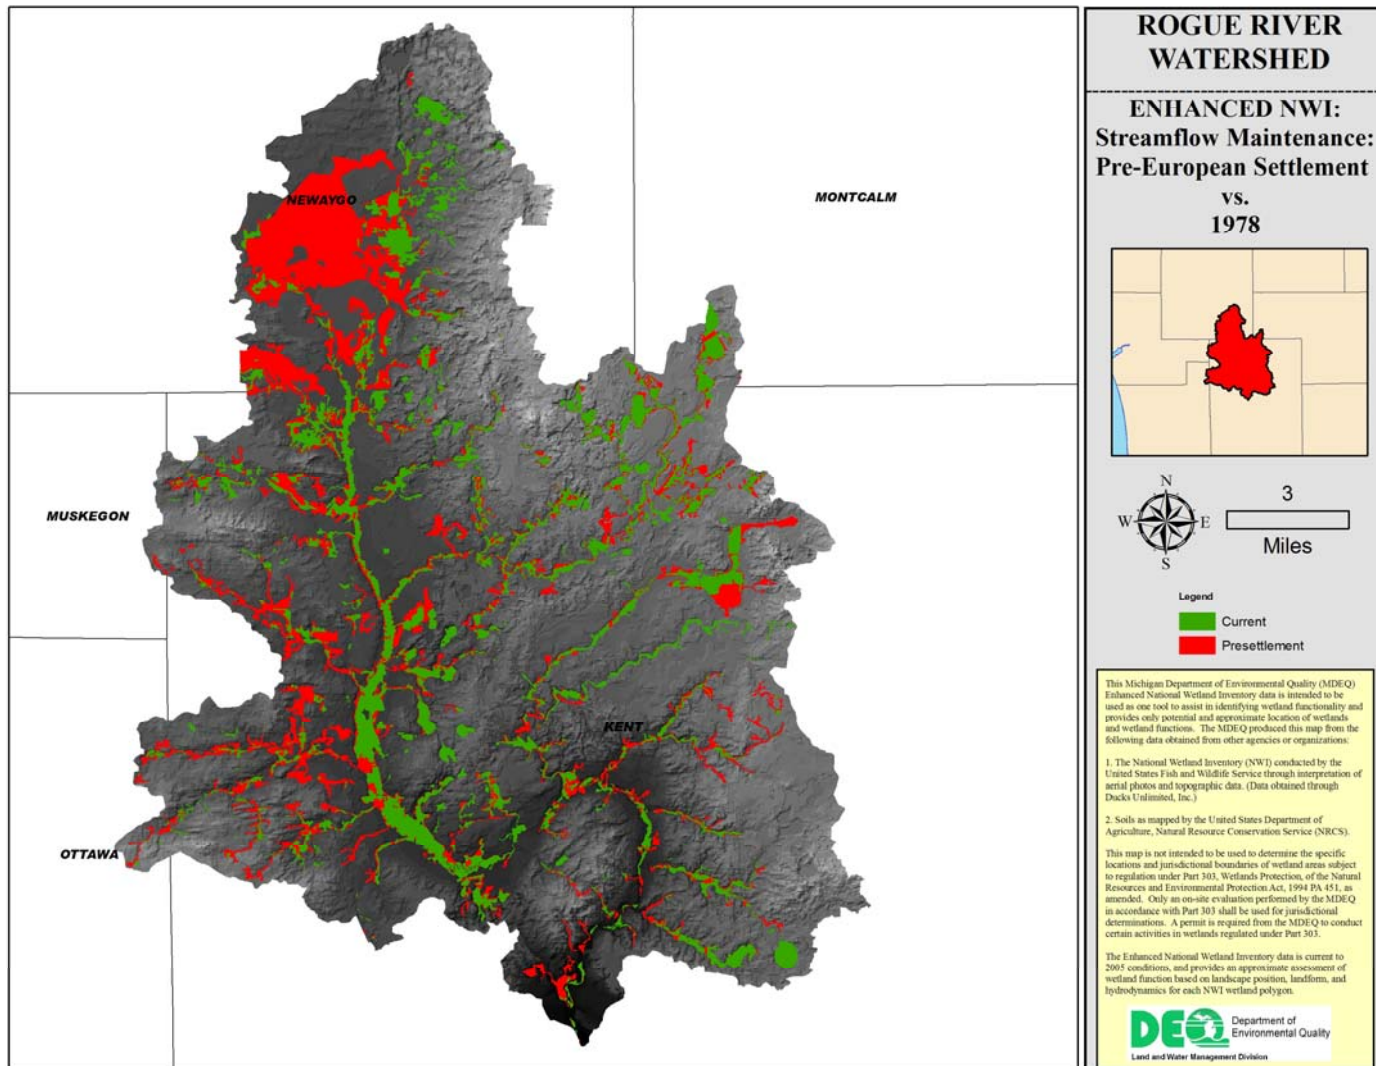 NEWAYGO
MONTCALM
MUSKEGON
KENT
OTTAWA
ROGUE RIVER
WATERSHED
ENHANCED NWI:
Streamflow Maintenance:
Pre-European Settlement
vs.
1978
N
W E
S
3
Miles
Legend
Current
Presettlement
This Michigan Department of Environmental Quality (MDEQ)
Enhanced National Wetland Inventory data is intended to be
used as one tool to assist in identifying wetland functionality and
provides only potential and approximate location of wetlands
and wetland functions. The MDEQ produced this map from the
following data obtained from other agencies or organizations:
1. The National Wetland Inventory (NWI) conducted by the
United States Fish and Wildlife Service through interpretation of
aerial photos and topographic data. (Data obtained through
Ducks Unlimited, Inc.)
2. Soils as mapped by the United States Department of
Agriculture, Natural Resource Conservation Service (NRCS).
This map is not intended to be used to determine the specific
locations and jurisdictional boundaries of wetland areas subject
to regulation under Part 303, Wetlands Protection, of the Natural
Resources and Environmental Protection Act, 1994 PA 451, as
amended. Only an on-site evaluation performed by the MDEQ
in accordance with Part 303 shall be used for jurisdictional
determinations. A permit is required from the MDEQ to conduct
certain activities in wetlands regulated under Part 303.
The Enhanced National Wetland Inventory data is current to
2005 conditions, and provides an approximate assessment of
wetland function based on landscape position, landform, and
hydrodynamics for each NWI wetland polygon.
DEQ Department of
Environmental Quality
Land and Water Management Division